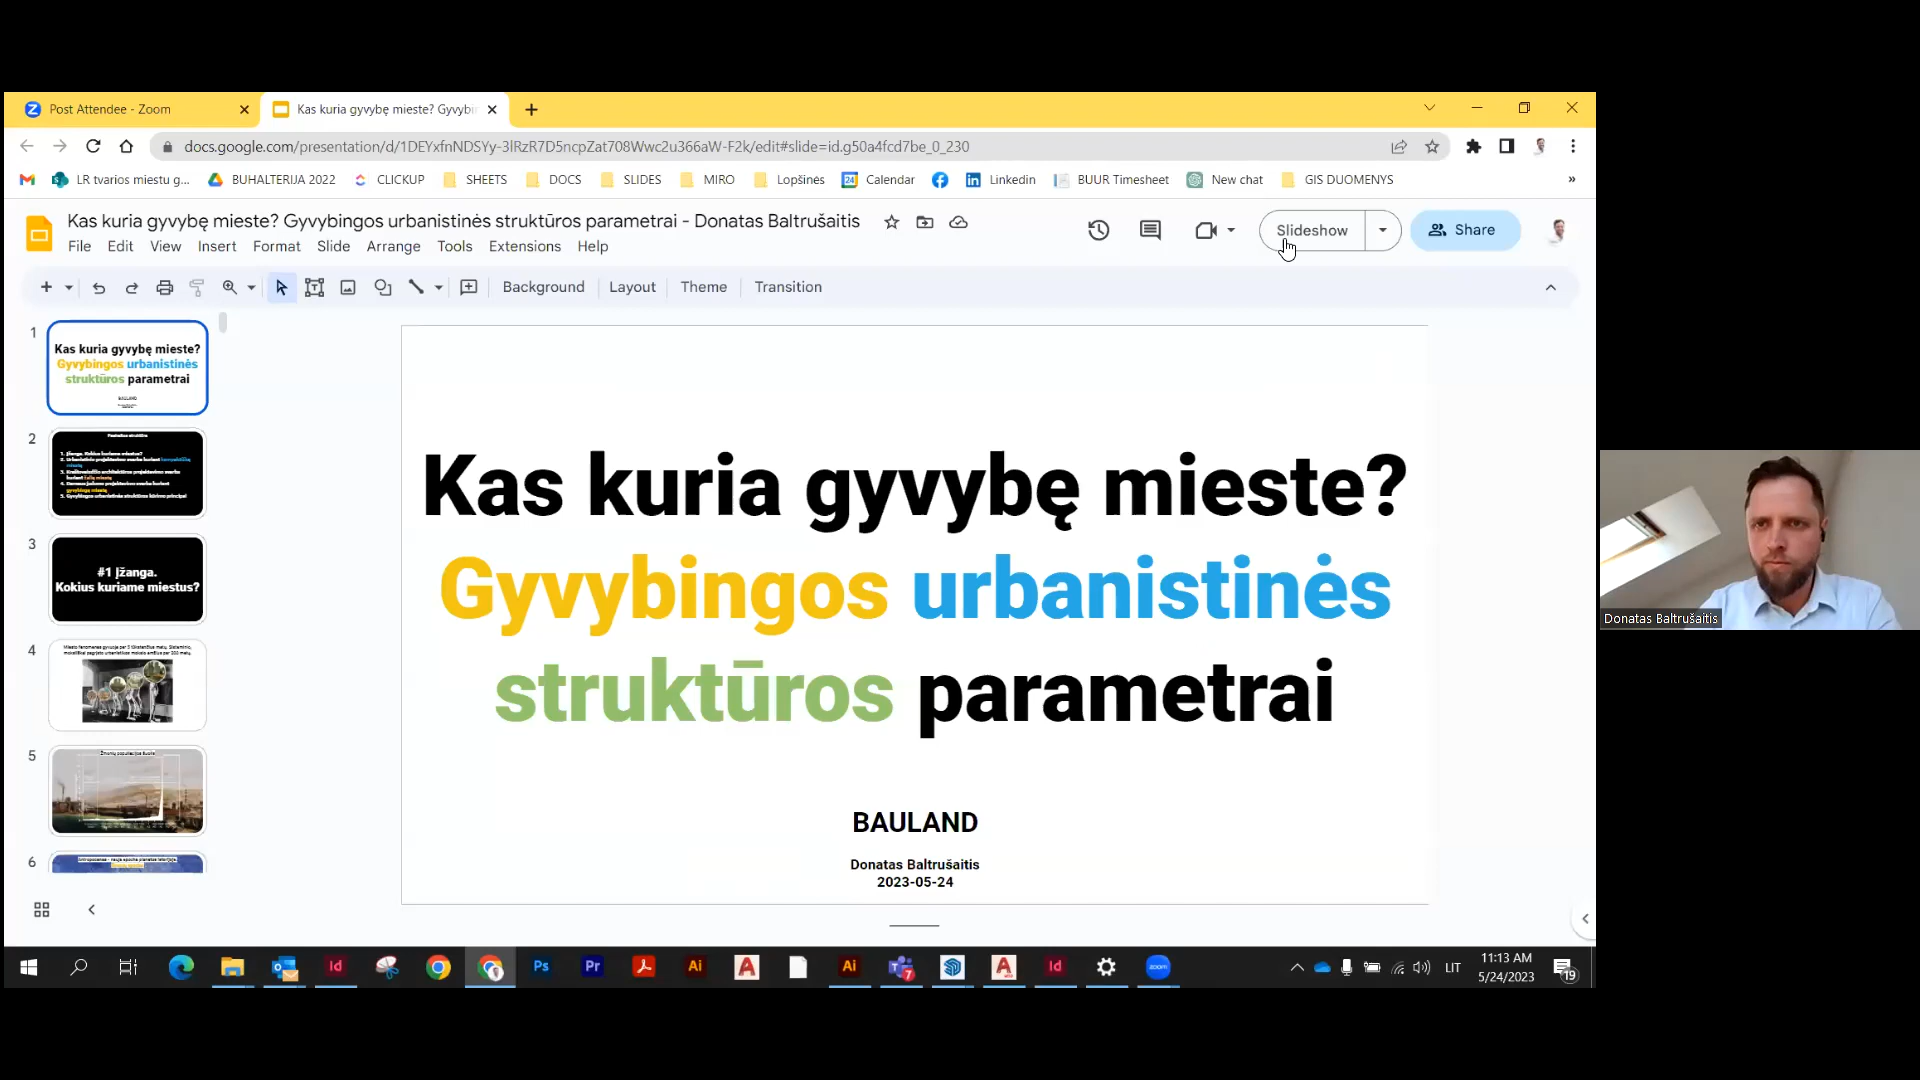 Post Attendee - Zoom
Kas kuria gyvybę mieste? Gyvybi
docs.google.com/presentation/d/1DEYxfnNDSYy-3lRzR7D5ncpZat708Wwc2u366aW-F2k/edit#slide=id.g50a4fcd7be_0_230
LR tvarios miestu g... BUHALTERIJA 2022 CLICKUP SHEETS DOCS SLIDES MIRO Lopšinės Calendar Linkedin BUUR Timesheet New chat GIS DUOMENYS »
Kas kuria gyvybę mieste? Gyvybingos urbanistinės struktūros parametrai - Donatas Baltrušaitis
File Edit View Insert Format Slide Arrange Tools Extensions Help
Slideshow
Share
Background Layout Theme Transition
1
Kas kuria gyvybę mieste?
Gyvybingos urbanistinės
struktūros parametrai
BAULAND
2
3
#1 Įžanga.
Kokius kuriame miestus?
4
5
6
Kas kuria gyvybę mieste?
Gyvybingos urbanistinės
struktūros parametrai
BAULAND
Donatas Baltrušaitis
2023-05-24
Donatas Baltrušaitis
LIT
11:13 AM
5/24/2023
19